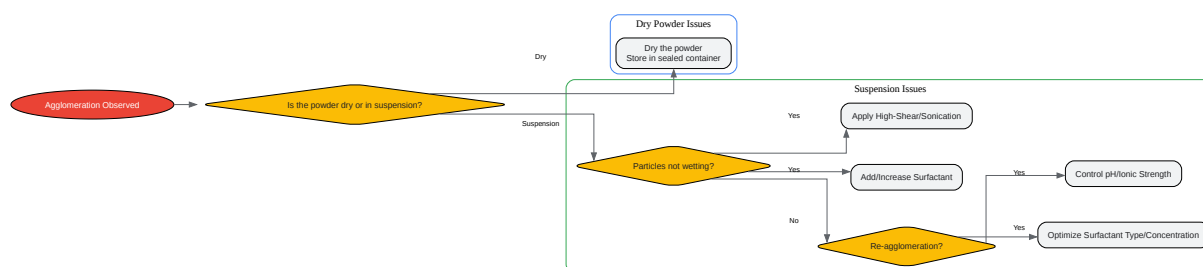 Dry Powder Issues
Dry the powder
Store in sealed container
Dry
Agglomeration Observed
Is the powder dry or in suspension?
Suspension
Suspension Issues
Yes
Apply High-Shear/Sonication
Particles not wetting?
Yes
Add/Increase Surfactant
Yes
Control pH/Ionic Strength
No
Re-agglomeration?
Yes
Optimize Surfactant Type/Concentration